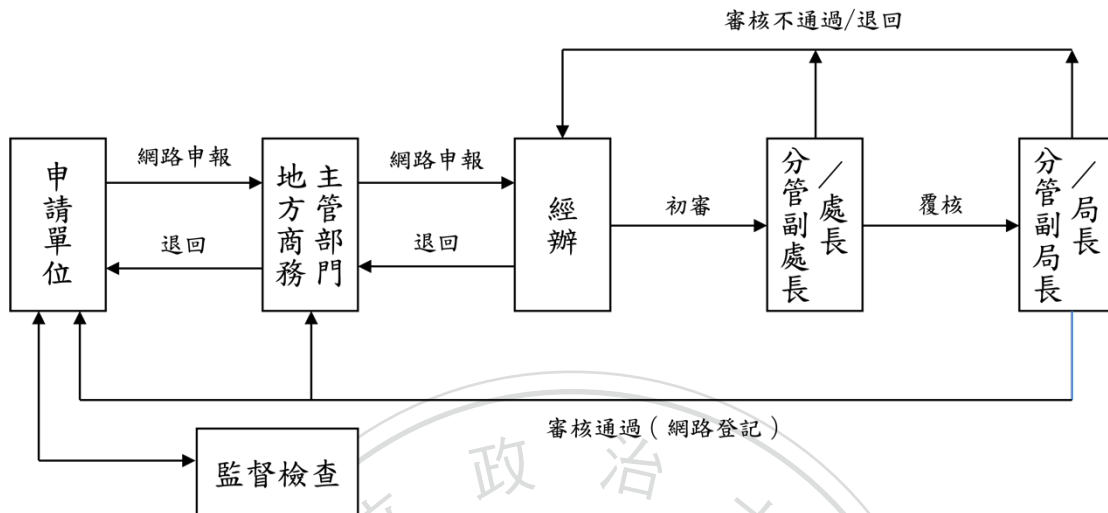 審核不通過/退回
申請單位
網路申報
退回
地方商務
主管部門
網路申報
退回
經辦
初審
分管副處長
/處長
覆核
分管副局長
/局長
審核通過(網路登記)
監督檢查
政治大